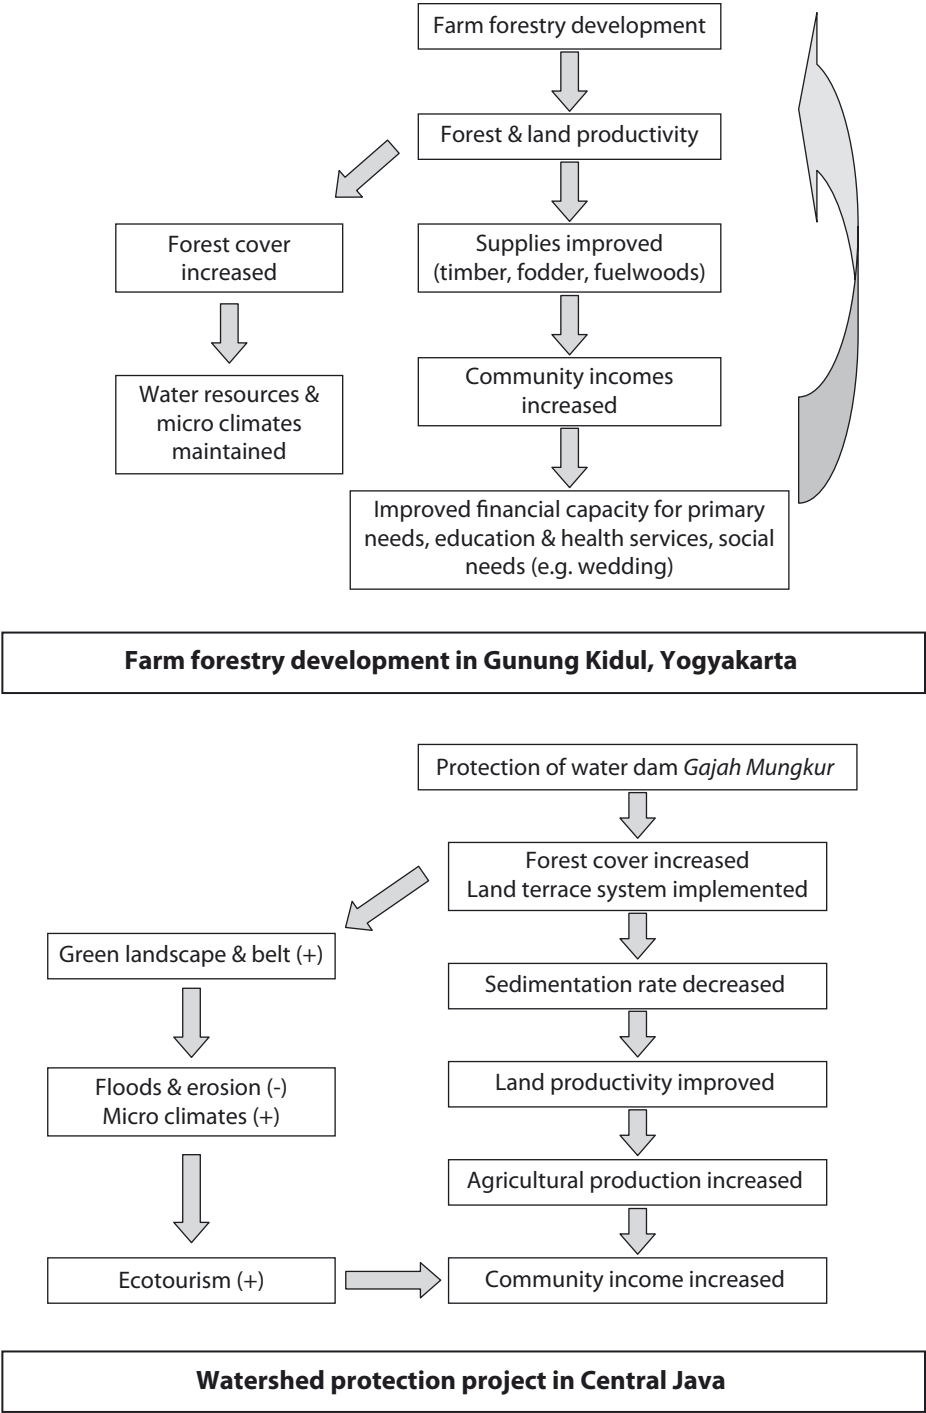 Farm forestry development
Forest & land productivity
Forest cover
increased
Supplies improved
(timber, fodder, fuelwoods)
Water resources &
micro climates
maintained
Community incomes
increased
Improved financial capacity for primary
needs, education & health services, social
needs (e.g. wedding)
Farm forestry development in Gunung Kidul, Yogyakarta
Protection of water dam Gajah Mungkur
Forest cover increased
Land terrace system implemented
Green landscape & belt (+)
Sedimentation rate decreased
Floods & erosion (-)
Micro climates (+)
Land productivity improved
Agricultural production increased
Ecotourism (+)
Community income increased
Watershed protection project in Central Java